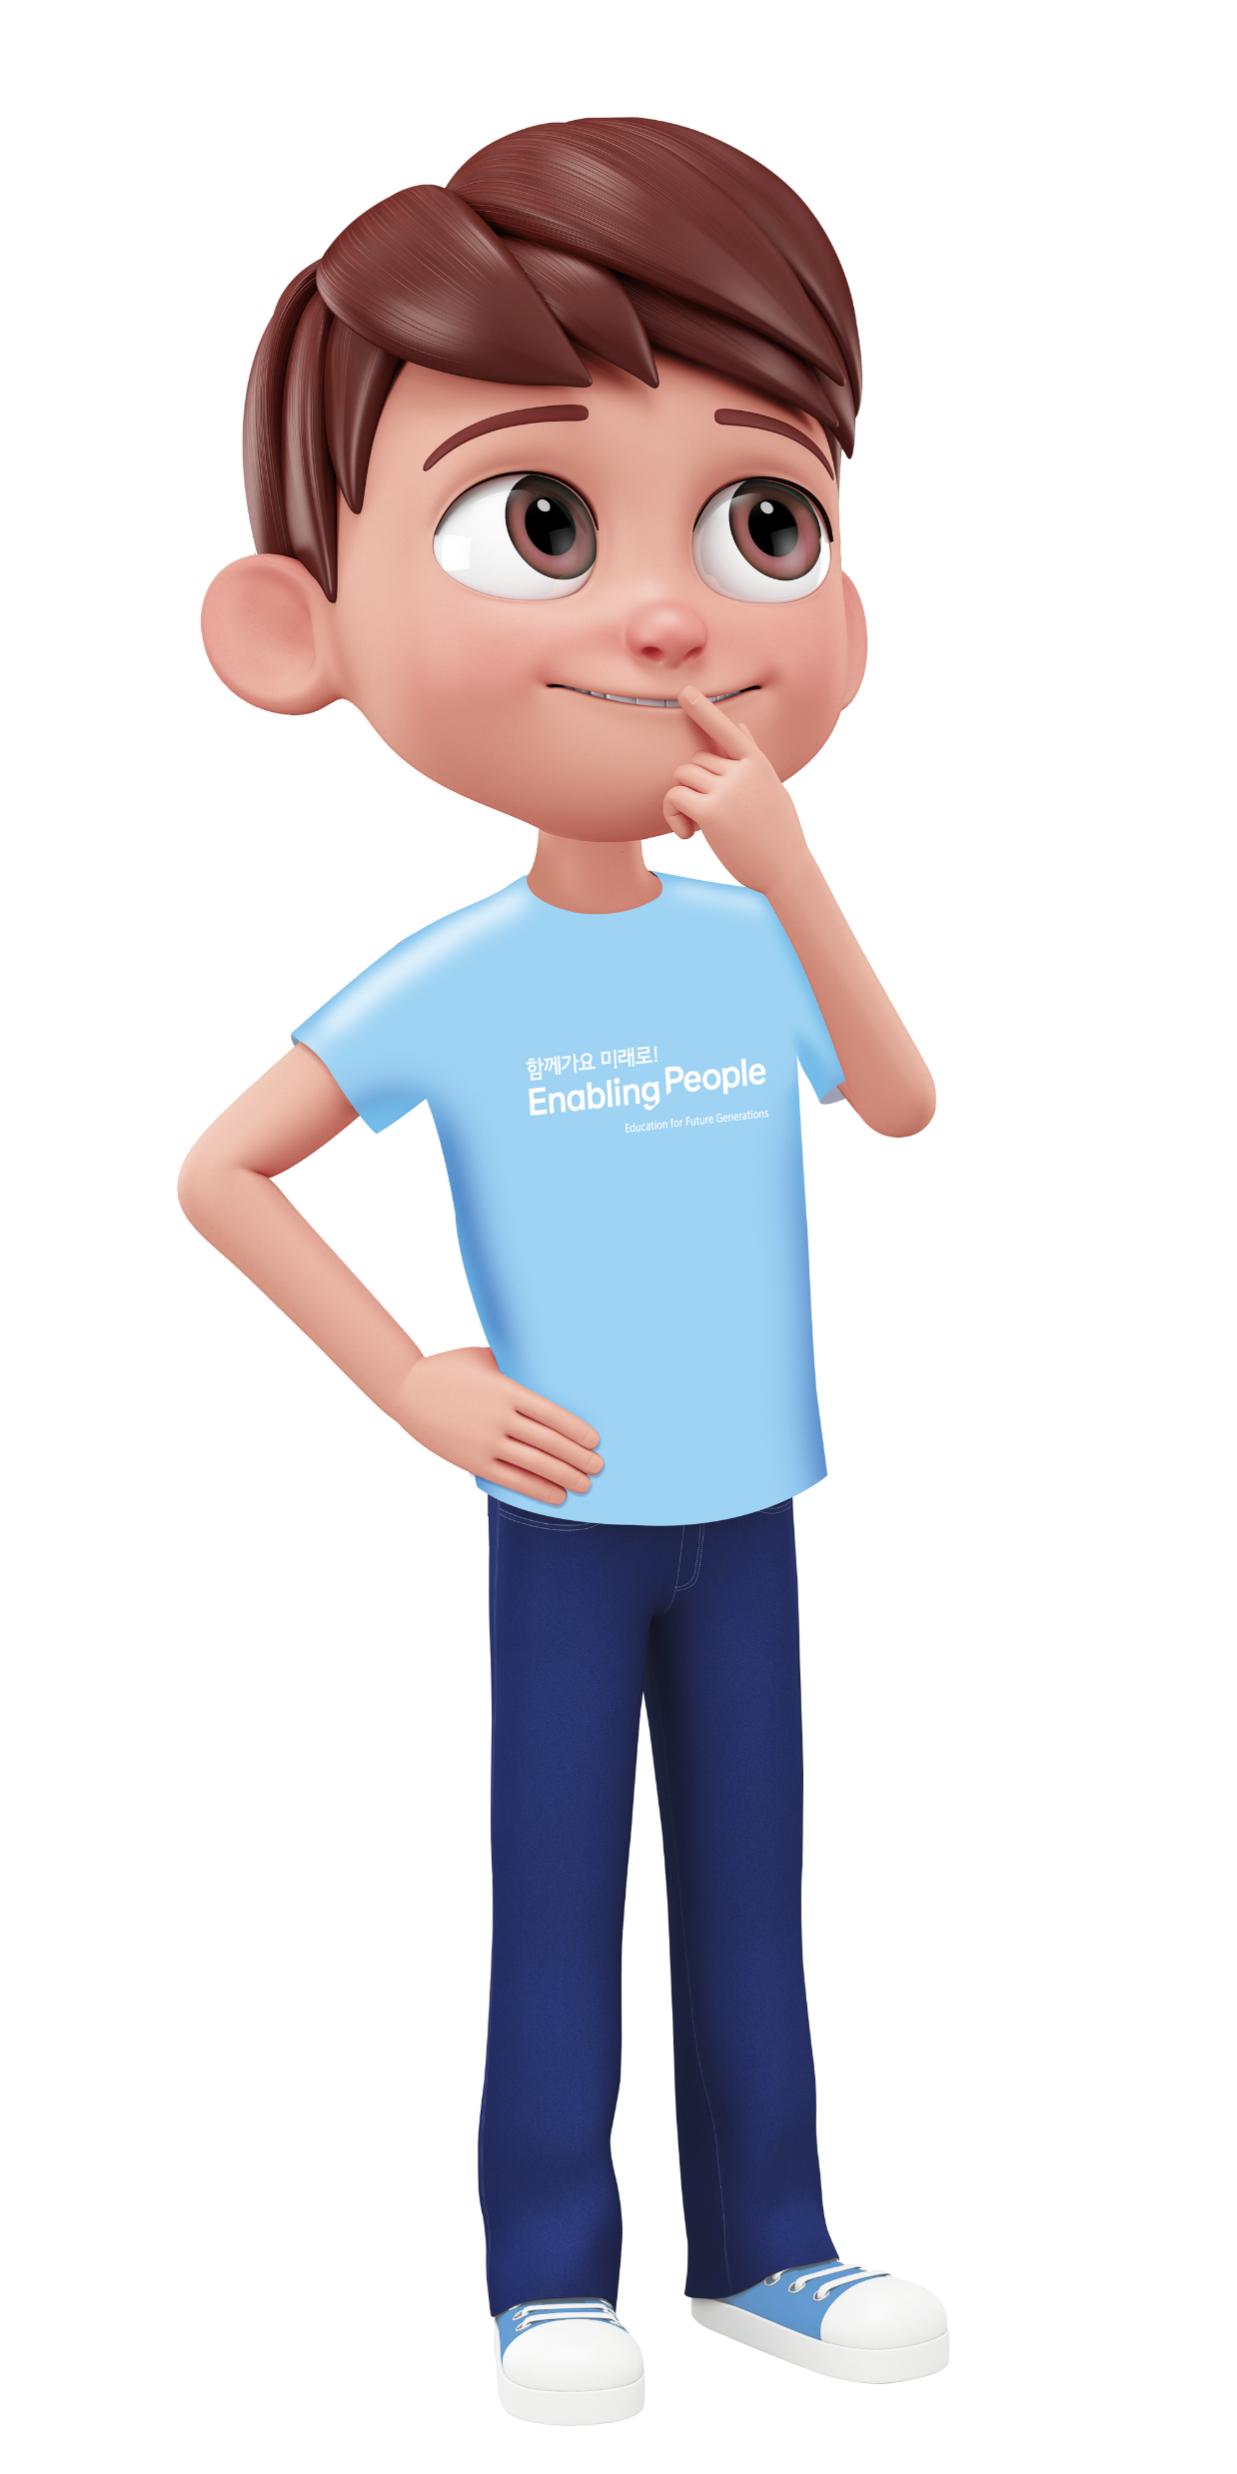 함께가요 미래로!
Enabling People
Education for Future Generations